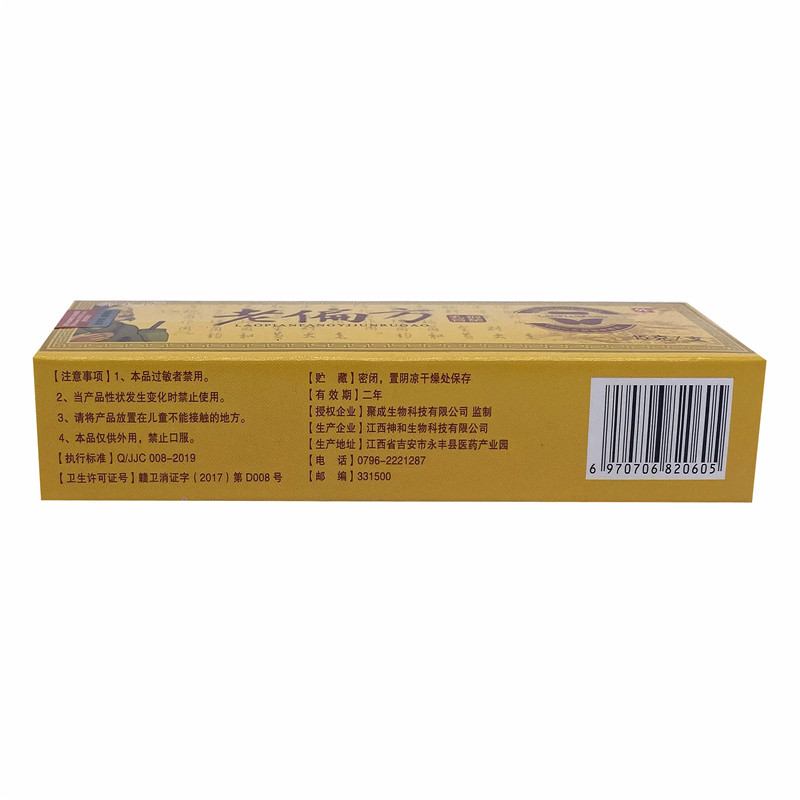 老偏方
LAOPIANFANGYIJUNRUGAO
15克/支
【注意事项】1、本品过敏者禁用。
2、当产品性状发生变化时禁止使用。
3、请将产品放置在儿童不能接触的地方。
4、本品仅供外用，禁止口服。
【执行标准】Q/JJC 008-2019
【卫生许可证号】赣卫消证字（2017）第 D008 号
【贮　藏】密闭，置阴凉干燥处保存
【有 效 期】二年
【授权企业】聚成生物科技有限公司 监制
【生产企业】江西神和生物科技有限公司
【生产地址】江西省吉安市永丰县医药产业园
【电　话】0796-2221287
【邮　编】331500
6 970706 820605